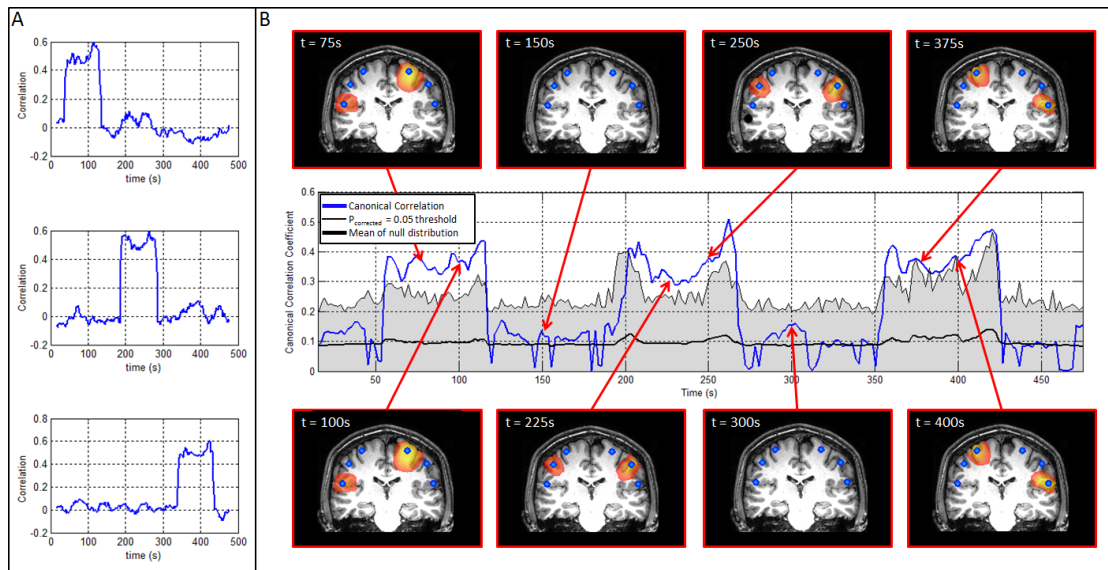 A
0.6
0.4
0.2
0
-0.2
0 100 200 300 400 500
time (s)
Correlation
0.6
0.4
0.2
0
-0.2
0 100 200 300 400 500
time (s)
Correlation
0.8
0.6
0.4
0.2
0
-0.2
0 100 200 300 400 500
time (s)
Correlation
B
t = 75s
t = 150s
t = 250s
t = 375s
Canonical Correlation
Pcorrected = 0.05 threshold
Mean of null distribution
0.6
0.5
0.4
0.3
0.2
0.1
0
50 100 150 200 250 300 350 400 450
Time (s)
Canonical Correlation Coefficient
t = 100s
t = 225s
t = 300s
t = 400s